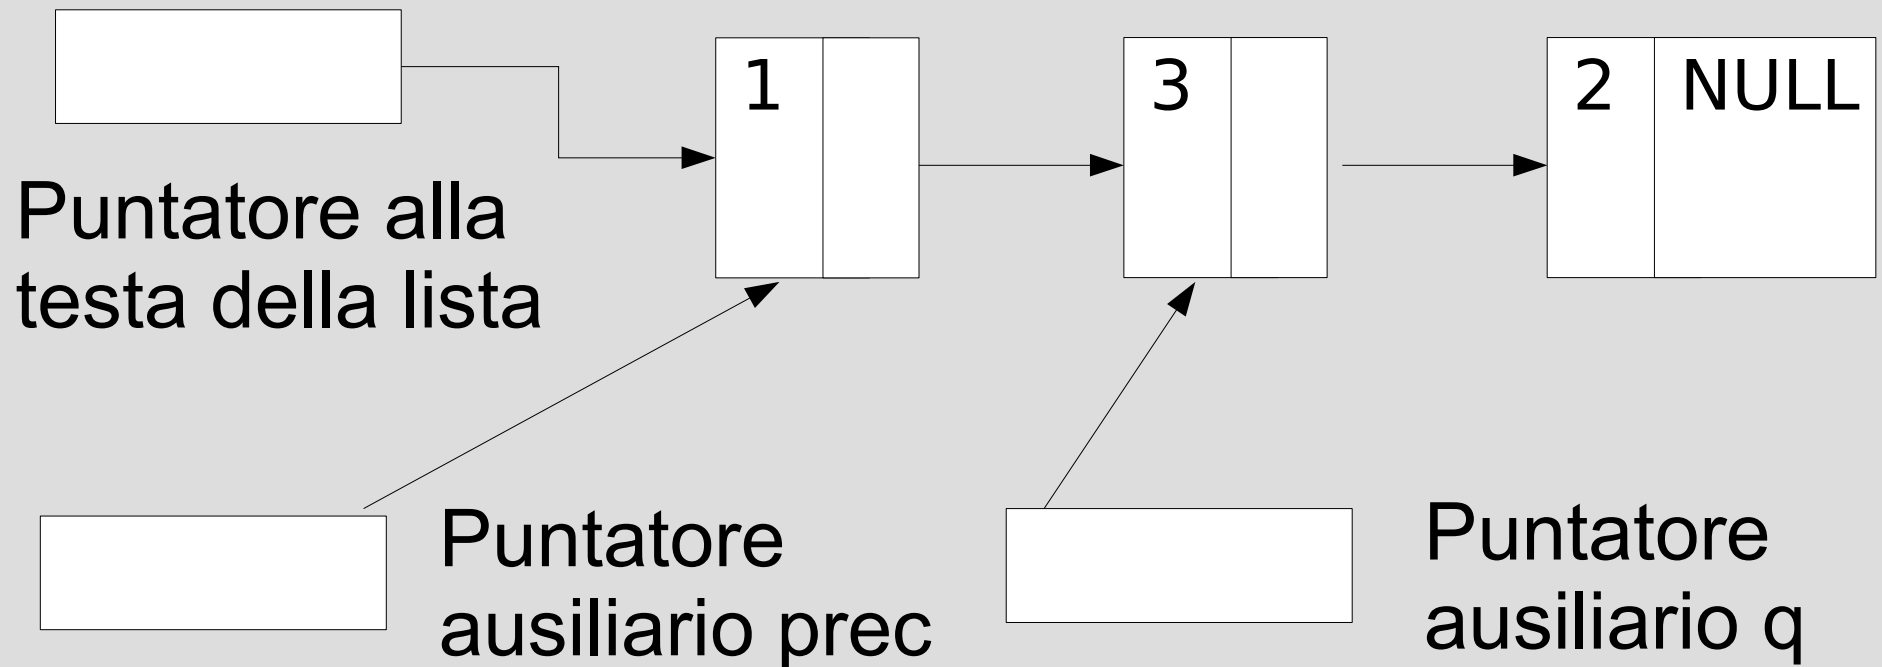 1
3
2 NULL
Puntatore alla
testa della lista
Puntatore
ausiliario prec
Puntatore
ausiliario q